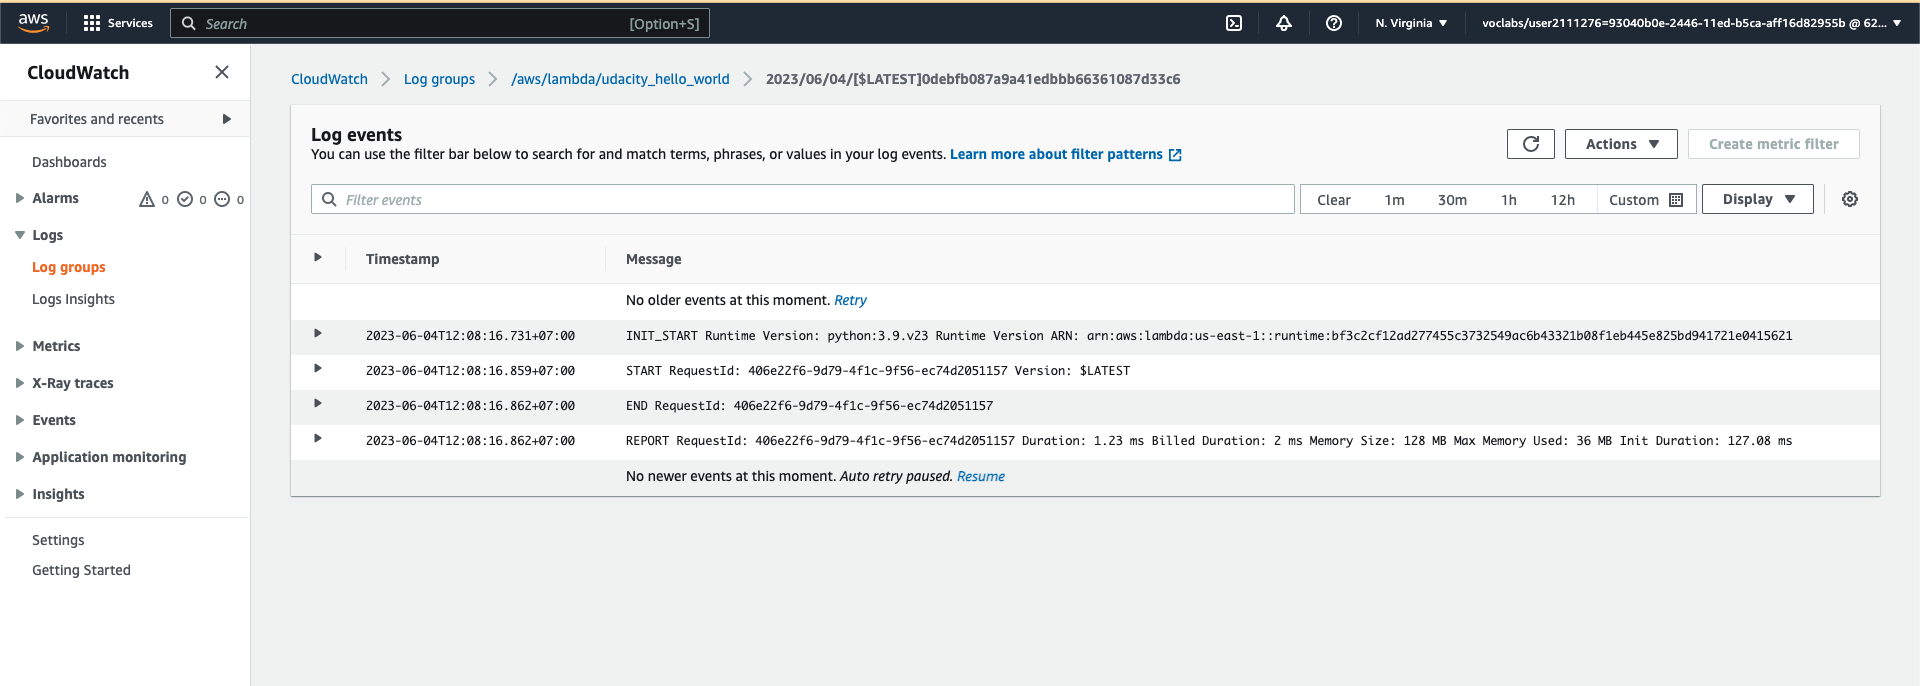 aws Services Search [Option+S] N. Virginia voclabs/user2111276=93040b0e-2446-11ed-b5ca-aff16d82955b @ 62...
CloudWatch
Favorites and recents
Dashboards
Alarms 0 0 0
Logs
Log groups
Logs Insights
Metrics
X-Ray traces
Events
Application monitoring
Insights
Settings
Getting Started
CloudWatch Log groups /aws/lambda/udacity_hello_world 2023/06/04/[$LATEST]0debfb087a9a41edbbb66361087d33c6
Log events
You can use the filter bar below to search for and match terms, phrases, or values in your log events. Learn more about filter patterns
Actions Create metric filter
Filter events Clear 1m 30m 1h 12h Custom Display
Timestamp Message
No older events at this moment. Retry
2023-06-04T12:08:16.731+07:00 INIT_START Runtime Version: python:3.9.v23 Runtime Version ARN: arn:aws:lambda:us-east-1::runtime:bf3c2cf12ad277455c3732549ac6b43321b08f1eb445e825bd941721e0415621
2023-06-04T12:08:16.859+07:00 START RequestId: 406e22f6-9d79-4f1c-9f56-ec74d2051157 Version: $LATEST
2023-06-04T12:08:16.862+07:00 END RequestId: 406e22f6-9d79-4f1c-9f56-ec74d2051157
2023-06-04T12:08:16.862+07:00 REPORT RequestId: 406e22f6-9d79-4f1c-9f56-ec74d2051157 Duration: 1.23 ms Billed Duration: 2 ms Memory Size: 128 MB Max Memory Used: 36 MB Init Duration: 127.08 ms
No newer events at this moment. Auto retry paused. Resume